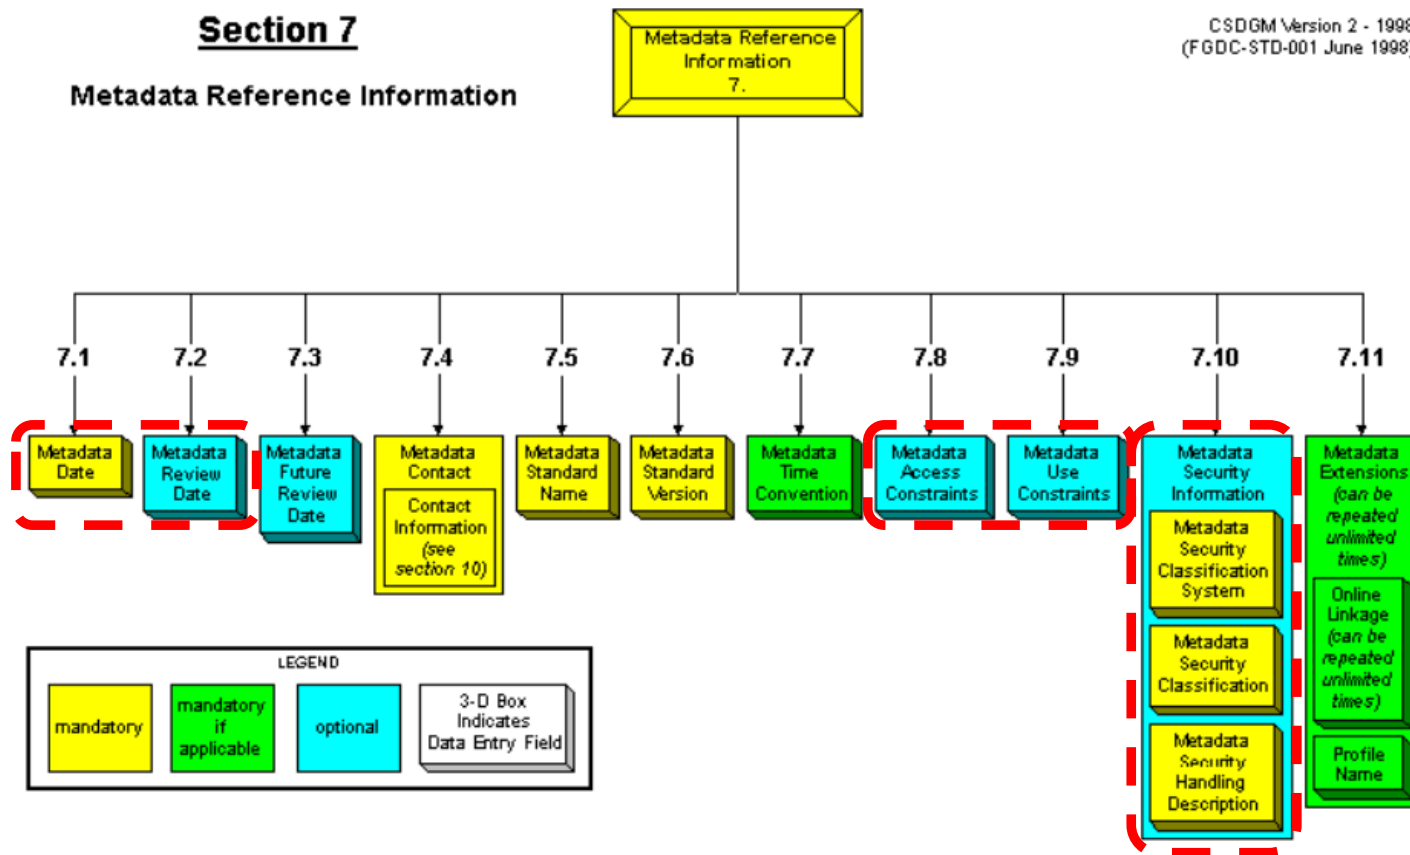 Section 7
Metadata Reference Information
Metadata Reference
Information
7.
CSDGM Version 2 - 1998
(FGDC-STD-001 June 1998)
7.1
7.2
7.3
7.4
7.5
7.6
7.7
7.8
7.9
7.10
7.11
Metadata
Date
Metadata
Review
Date
Metadata
Future
Review
Date
Metadata
Contact
Contact
Information
(see
section 10)
Metadata
Standard
Name
Metadata
Standard
Version
Metadata
Time
Convention
Metadata
Access
Constraints
Metadata
Use
Constraints
Metadata
Security
Information
Metadata
Security
Classification
System
Metadata
Security
Classification
Metadata
Security
Handling
Description
Metadata
Extensions
(can be
repeated
unlimited
times)
Online
Linkage
(can be
repeated
unlimited
times)
Profile
Name
LEGEND
mandatory
mandatory
if
applicable
optional
3-D Box
Indicates
Data Entry Field